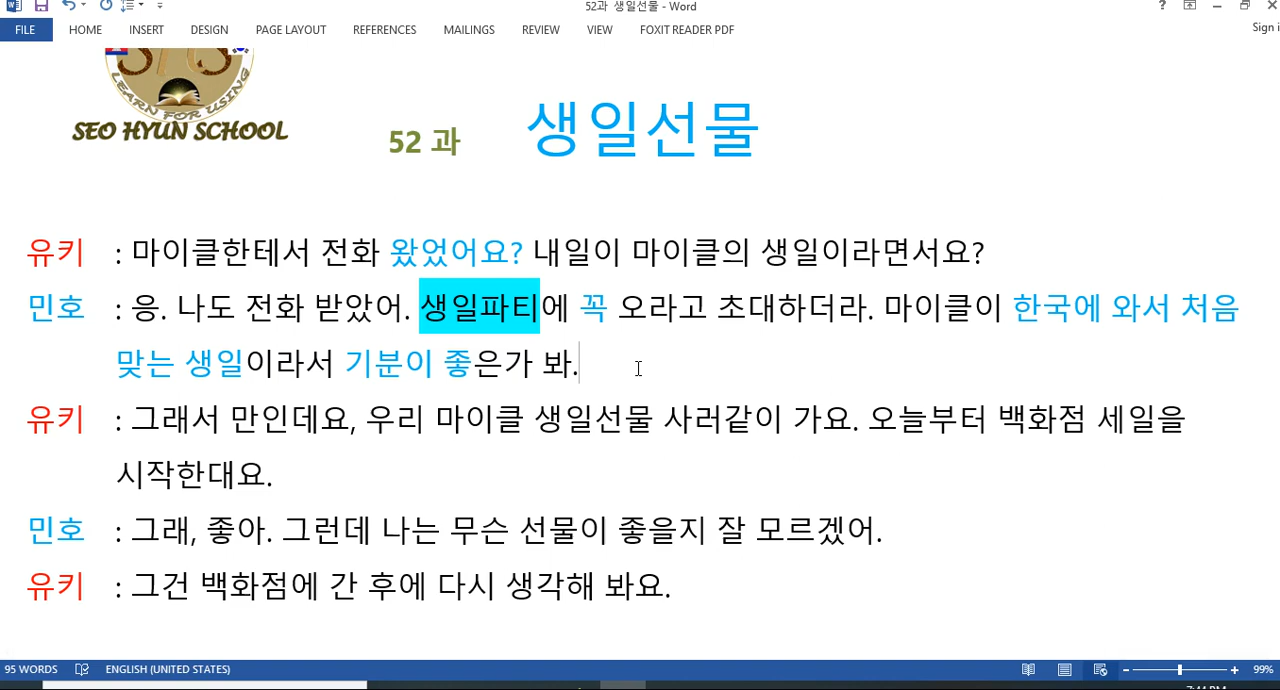 52과 생일선물 - Word
FILE HOME INSERT DESIGN PAGE LAYOUT REFERENCES MAILINGS REVIEW VIEW FOXIT READER PDF Sign i
LEARN FOR USING
SEO HYUN SCHOOL
52 과 생일선물
유키 : 마이클한테서 전화 왔었어요? 내일이 마이클의 생일이라면서요?
민호 : 응. 나도 전화 받았어. 생일파티에 꼭 오라고 초대하더라. 마이클이 한국에 와서 처음
맞는 생일이라서 기분이 좋은가 봐.
유키 : 그래서 만인데요, 우리 마이클 생일선물 사러같이 가요. 오늘부터 백화점 세일을
시작한대요.
민호 : 그래, 좋아. 그런데 나는 무슨 선물이 좋을지 잘 모르겠어.
유키 : 그건 백화점에 간 후에 다시 생각해 봐요.
95 WORDS ENGLISH (UNITED STATES) 99%